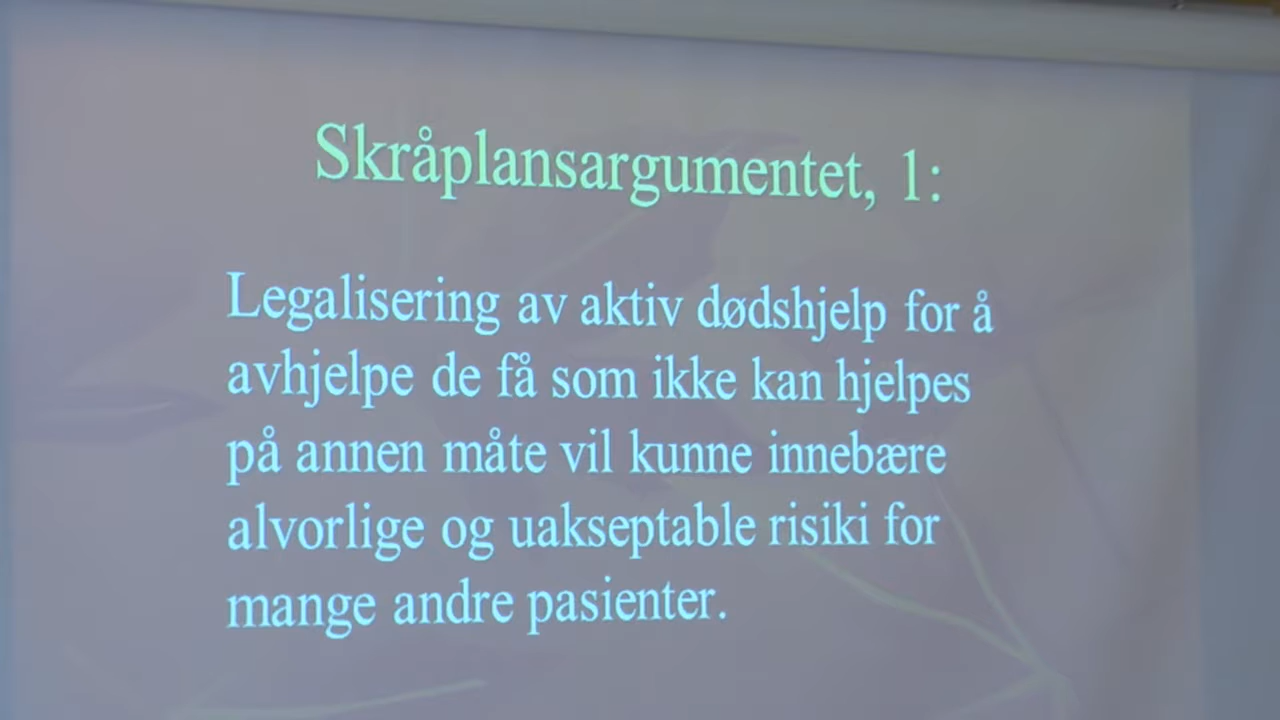 Skråplansargumentet, 1:
Legalisering av aktiv dødshjelp for å
avhjelpe de få som ikke kan hjelpes
på annen måte vil kunne innebære
alvorlige og uakseptable risiki for
mange andre pasienter.